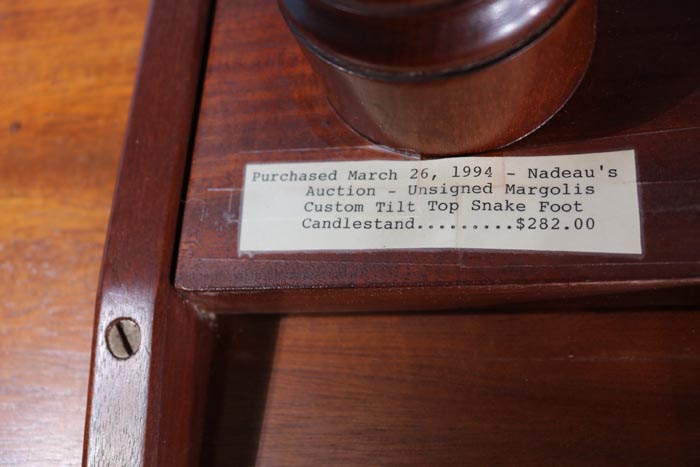 Purchased March 26, 1994 - Nadeau's
Auction - Unsigned Margolis
Custom Tilt Top Snake Foot
Candlestand..........$282.00